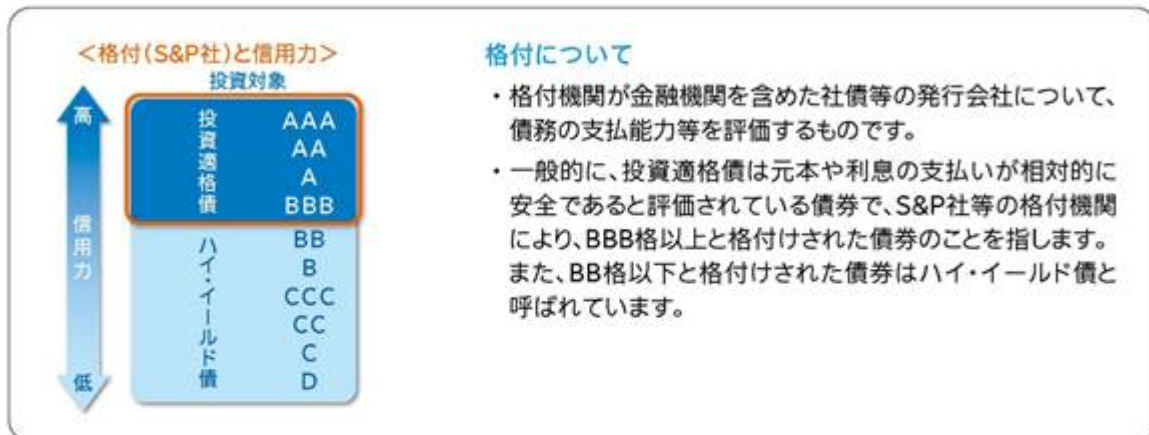 <格付(S&P社)と信用力>
投資対象
高
信用力
低
投資適格債
AAA
AA
A
BBB
ハイ・イールド債
BB
B
CCC
CC
C
D
格付について
・格付機関が金融機関を含めた社債等の発行会社について、
債務の支払能力等を評価するものです。
・一般的に、投資適格債は元本や利息の支払いが相対的に
安全であると評価されている債券で、S&P社等の格付機関
により、BBB格以上と格付けされた債券のことを指します。
また、BB格以下と格付けされた債券はハイ・イールド債と
呼ばれています。